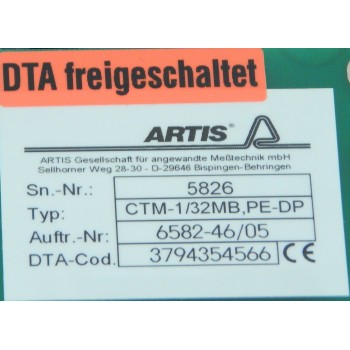 DTA freigeschaltet
ARTIS®
ARTIS Gesellschaft für angewandte Meßtechnik mbH
Sellhorner Weg 28-30 - D-29646 Bispingen-Behringen
Sn.-Nr.: 5826
Typ: CTM-1/32MB,PE-DP
Auftr.-Nr: 6582-46/05
DTA-Cod. 3794354566 CE